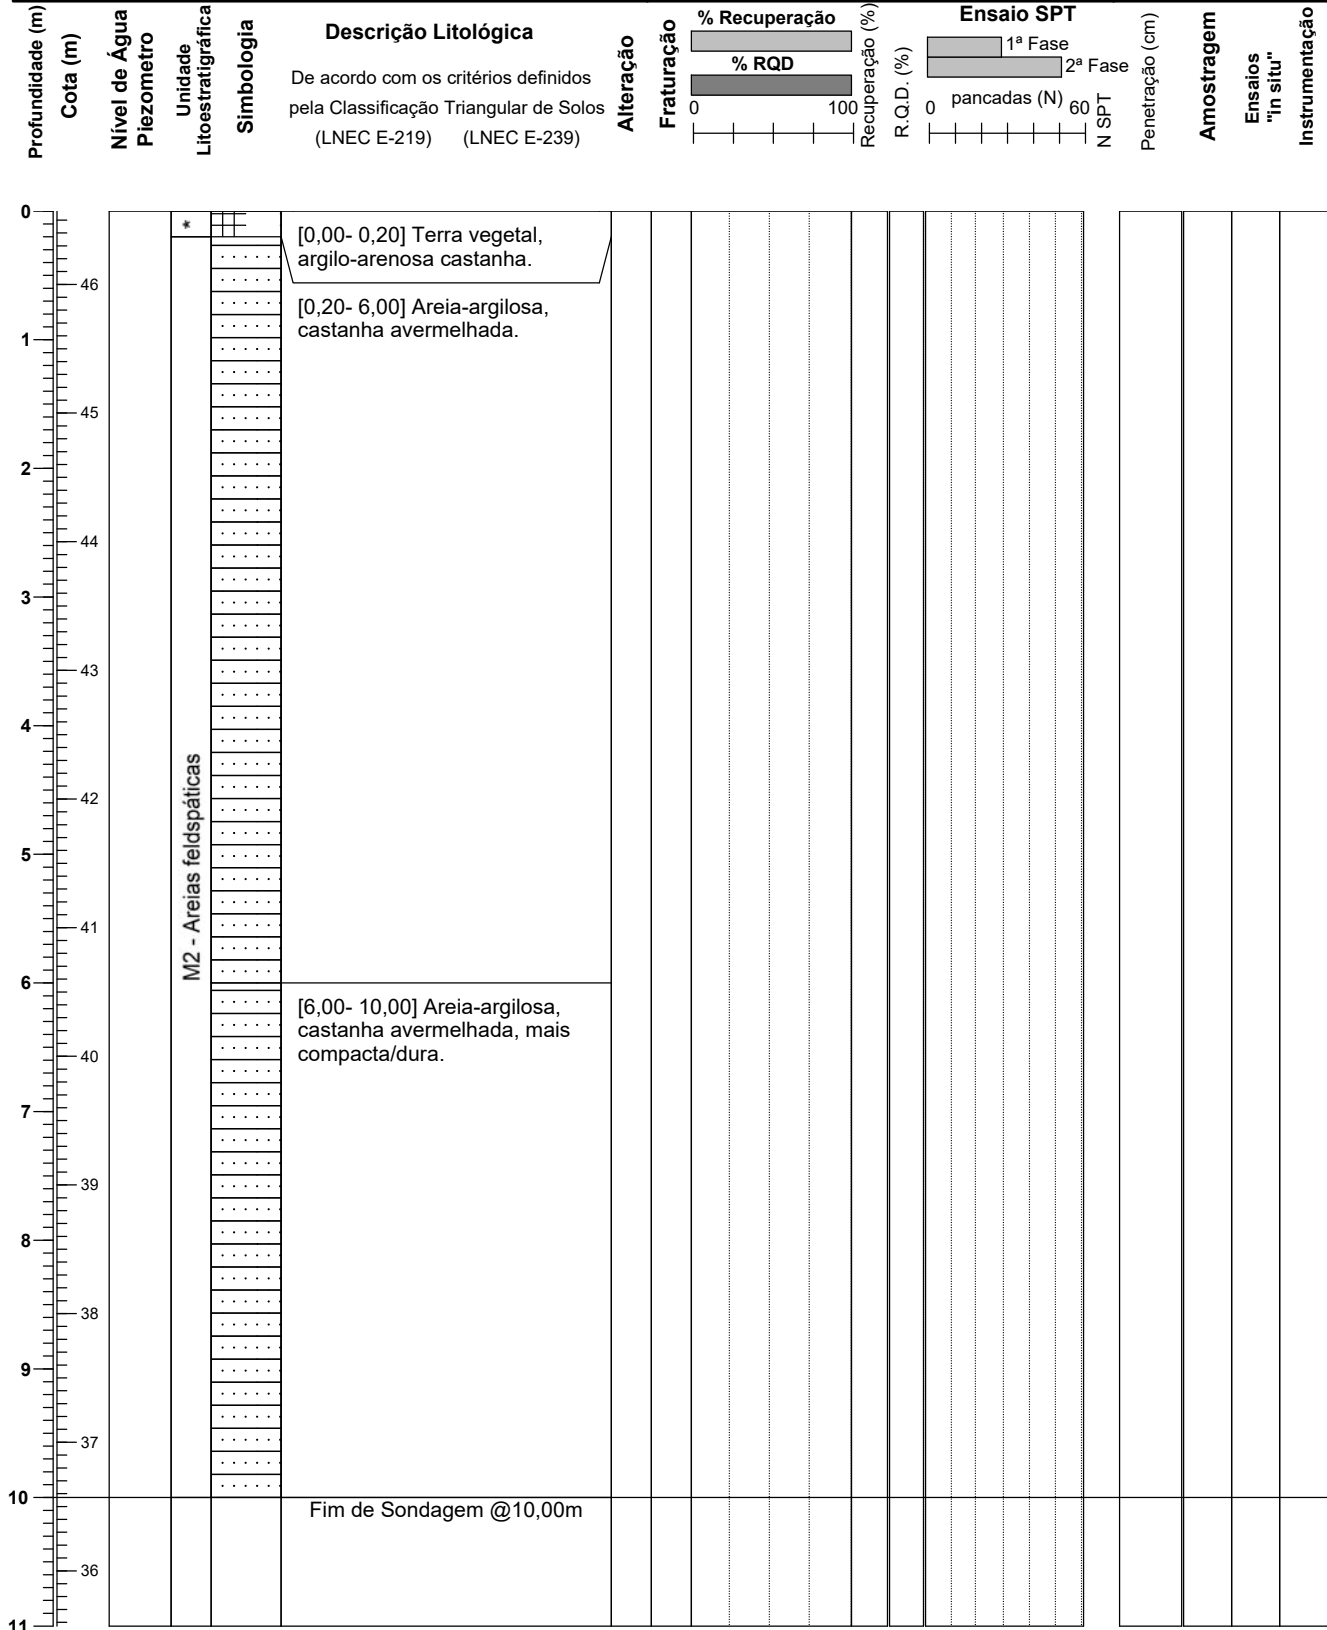 Profundidade (m)
Cota (m)
Nível de Água
Piezometro
Unidade
Litoestratigráfica
Simbologia
Descrição Litológica
De acordo com os critérios definidos
pela Classificação Triangular de Solos
(LNEC E-219) (LNEC E-239)
Alteração
Fraturação
% Recuperação
% RQD
0 100
Recuperação (%)
R.Q.D. (%)
Ensaio SPT
1ª Fase
2ª Fase
pancadas (N)
0 60
N SPT
Penetração (cm)
Amostragem
Ensaios
"in situ"
Instrumentação
0
*
[0,00- 0,20] Terra vegetal,
argilo-arenosa castanha.
46
[0,20- 6,00] Areia-argilosa,
castanha avermelhada.
1
45
2
44
3
43
4
42
M2 - Areias feldspáticas
5
41
6
[6,00- 10,00] Areia-argilosa,
castanha avermelhada, mais
compacta/dura.
40
7
39
8
38
9
37
10
Fim de Sondagem @10,00m
36
11